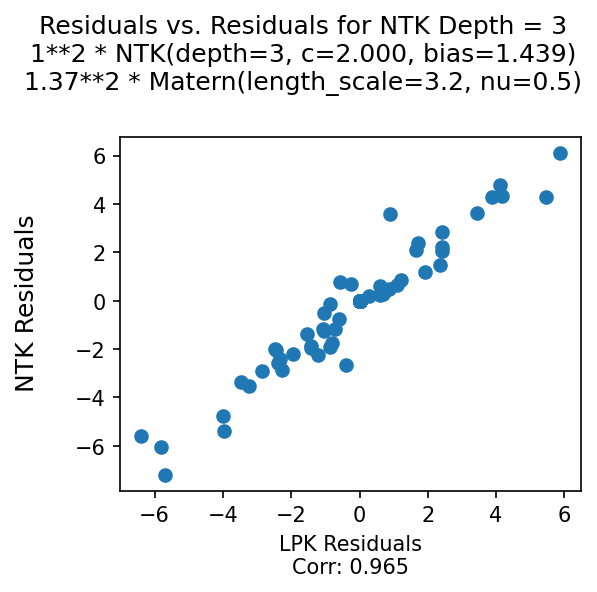 Residuals vs. Residuals for NTK Depth = 3
1**2 * NTK(depth=3, c=2.000, bias=1.439)
1.37**2 * Matern(length_scale=3.2, nu=0.5)
6
4
2
0
−2
−4
−6
NTK Residuals
−6 −4 −2 0 2 4 6
LPK Residuals
Corr: 0.965